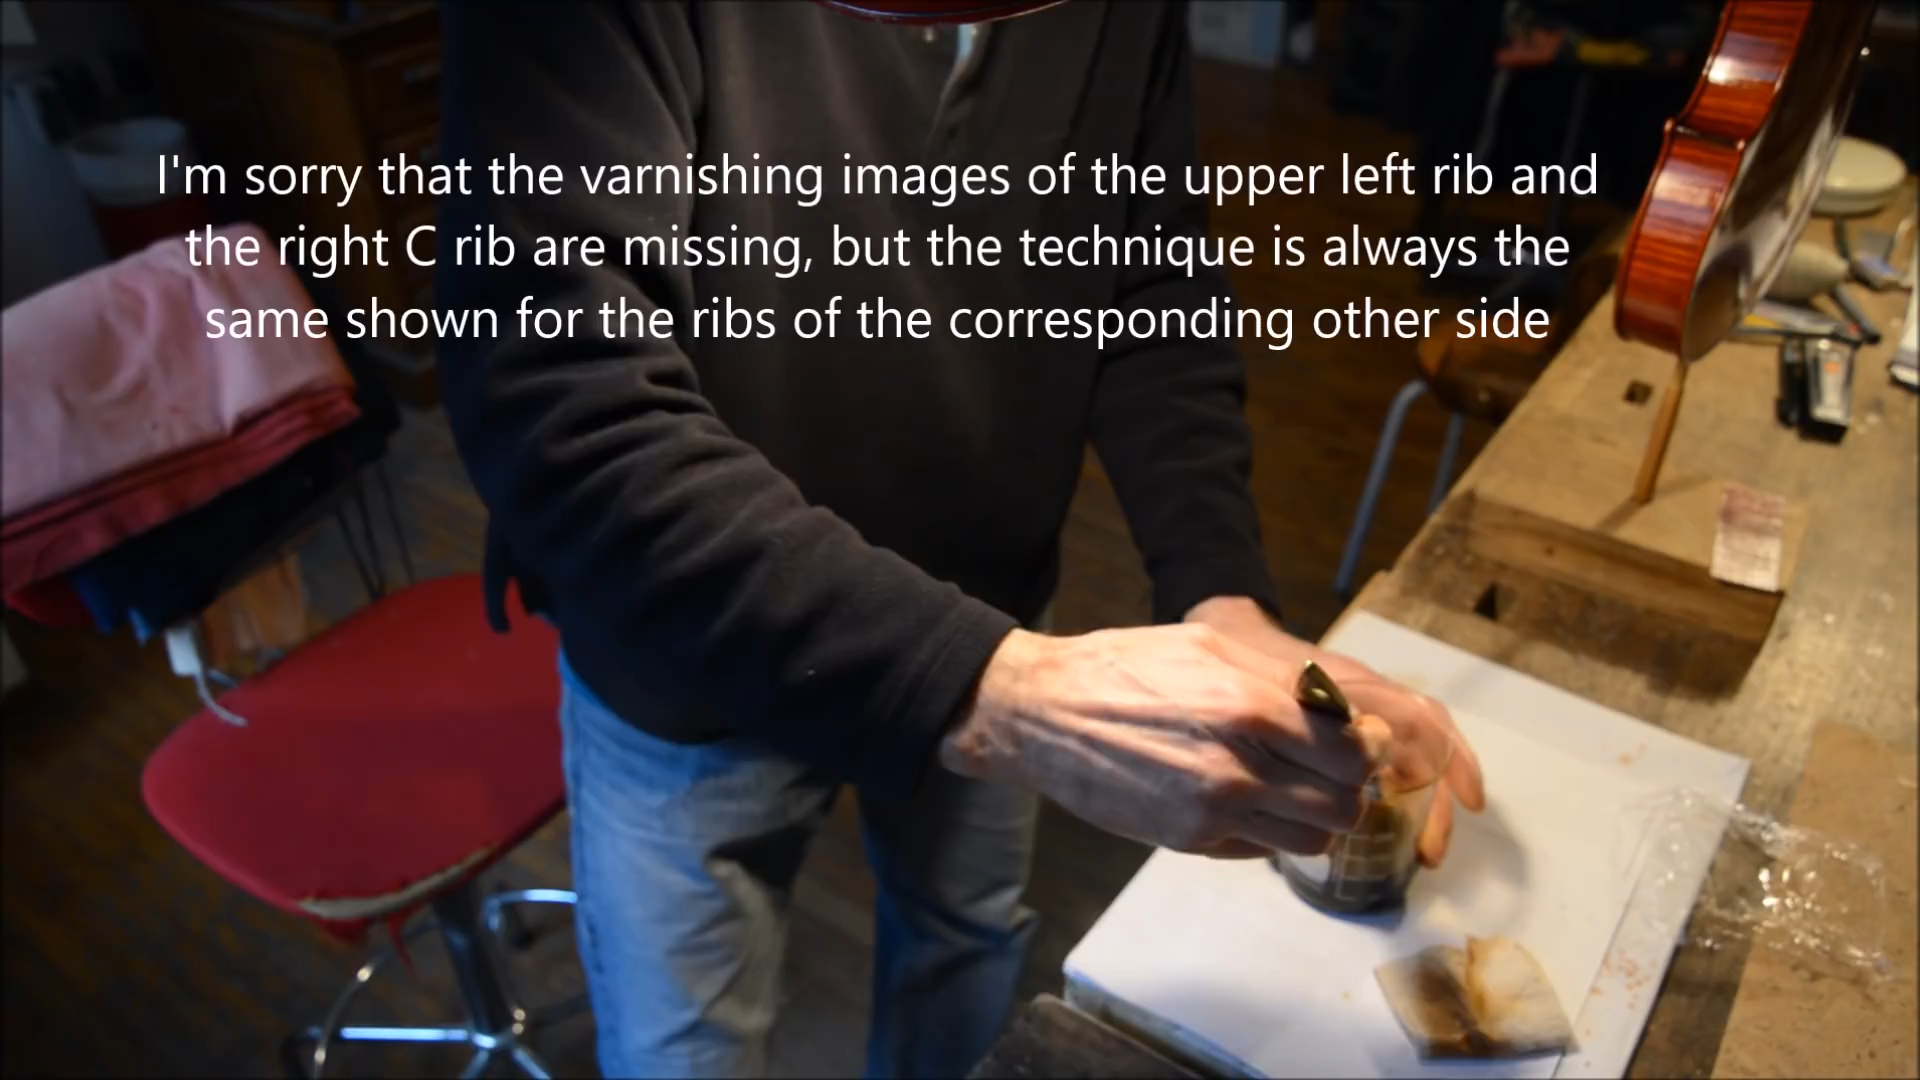 I'm sorry that the varnishing images of the upper left rib and
the right C rib are missing, but the technique is always the
same shown for the ribs of the corresponding other side